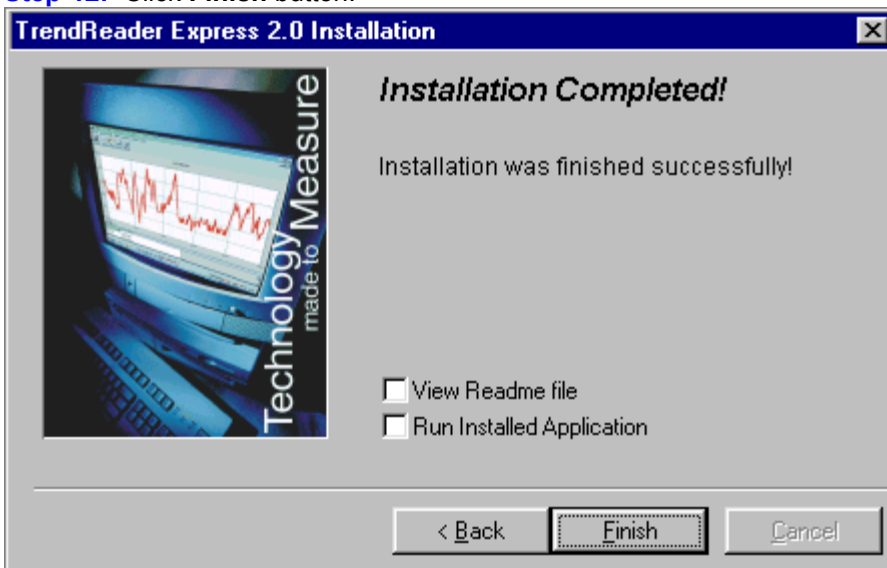 Step 12: Click Finish button.
TrendReader Express 2.0 Installation
Technology
made to Measure
Installation Completed!
Installation was finished successfully!
View Readme file
Run Installed Application
< Back
Finish
Cancel